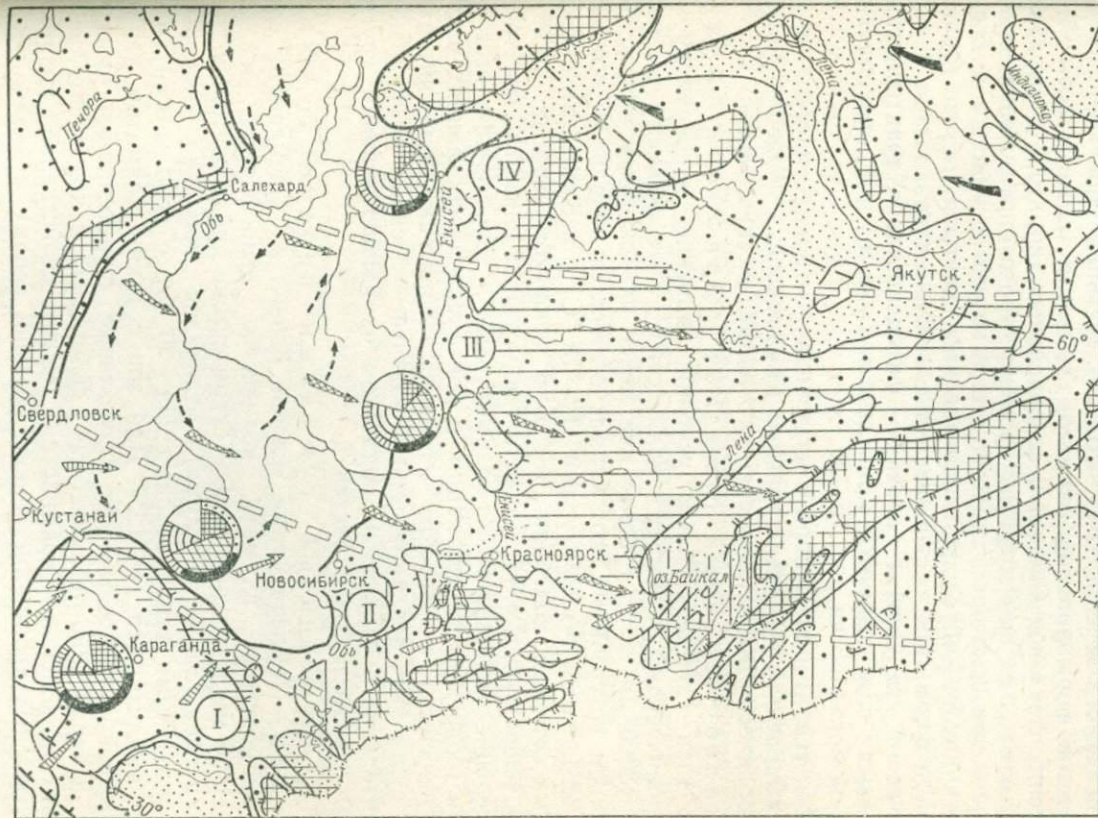 Печора
Лена
Индигирка
Салехард
Обь
Енисей
IV
Якутск
III
60°
Свердловск
Лена
Кустанай
Енисей
Красноярск
Новосибирск
оз.Байкал
II
Обь
Караганда
I
30°